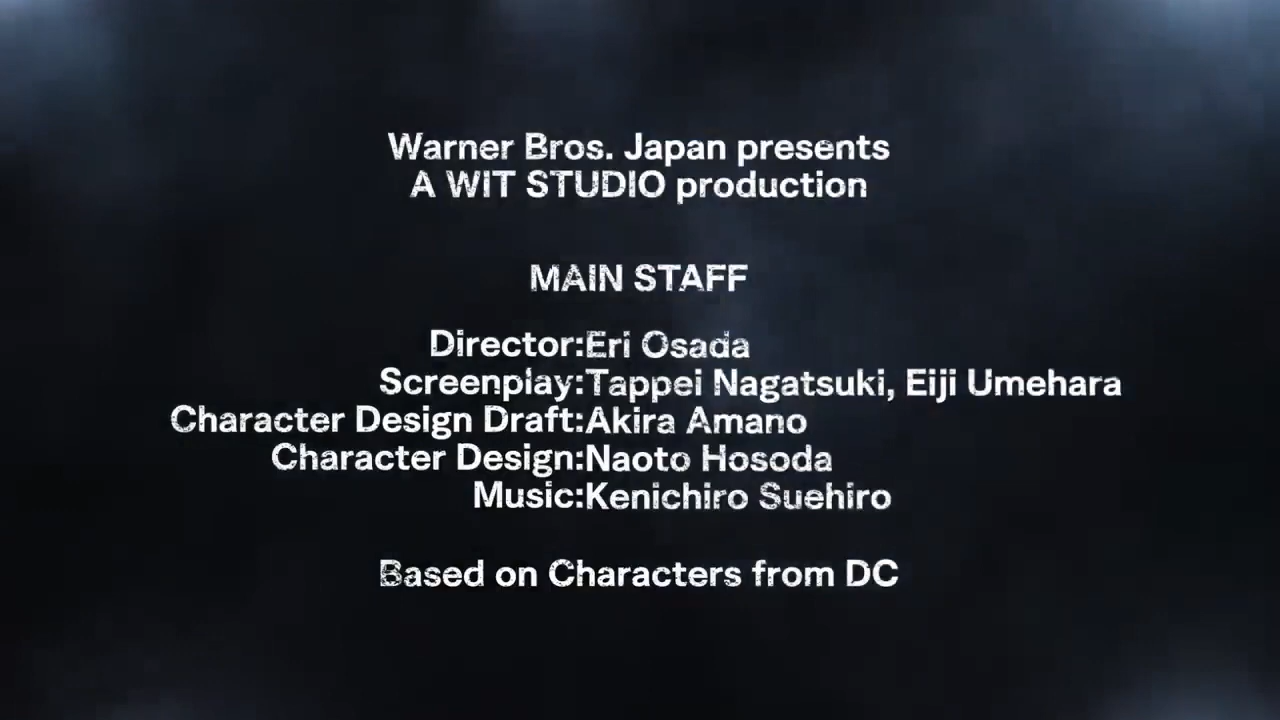 Warner Bros. Japan presents
A WIT STUDIO production
MAIN STAFF
Director:Eri Osada
Screenplay:Tappei Nagatsuki, Eiji Umehara
Character Design Draft:Akira Amano
Character Design:Naoto Hosoda
Music:Kenichiro Suehiro
Based on Characters from DC